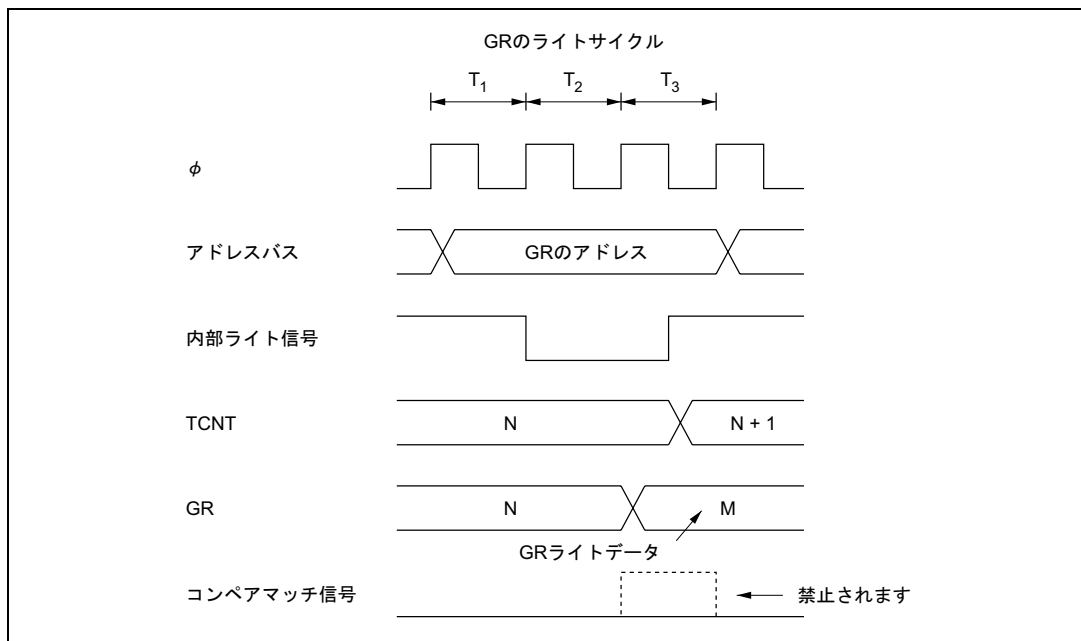 GRのライトサイクル
T1 T2 T3
φ
アドレスバス GRのアドレス
内部ライト信号
TCNT N N + 1
GR N M
GRライトデータ
コンペアマッチ信号 禁止されます